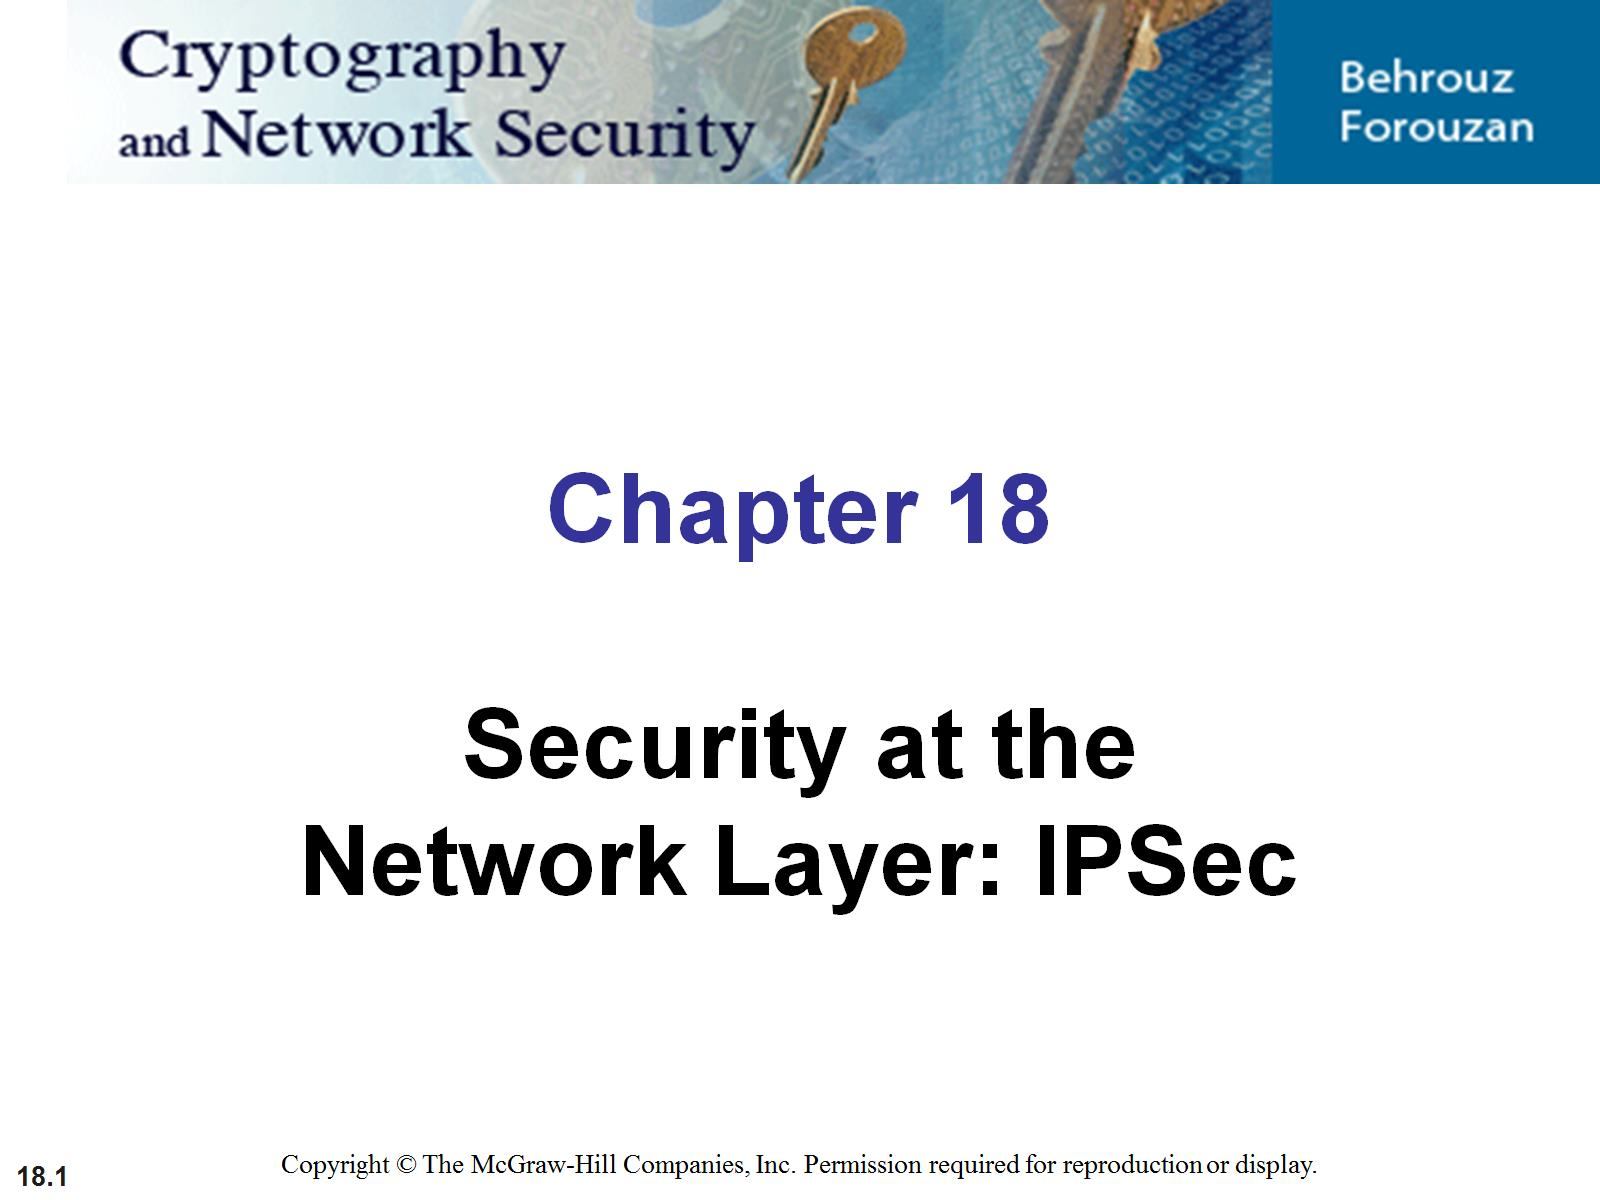 Cryptography
and Network Security
Behrouz
Forouzan
Chapter 18
Security at the
Network Layer: IPSec
18.1
Copyright © The McGraw-Hill Companies, Inc. Permission required for reproduction or display.